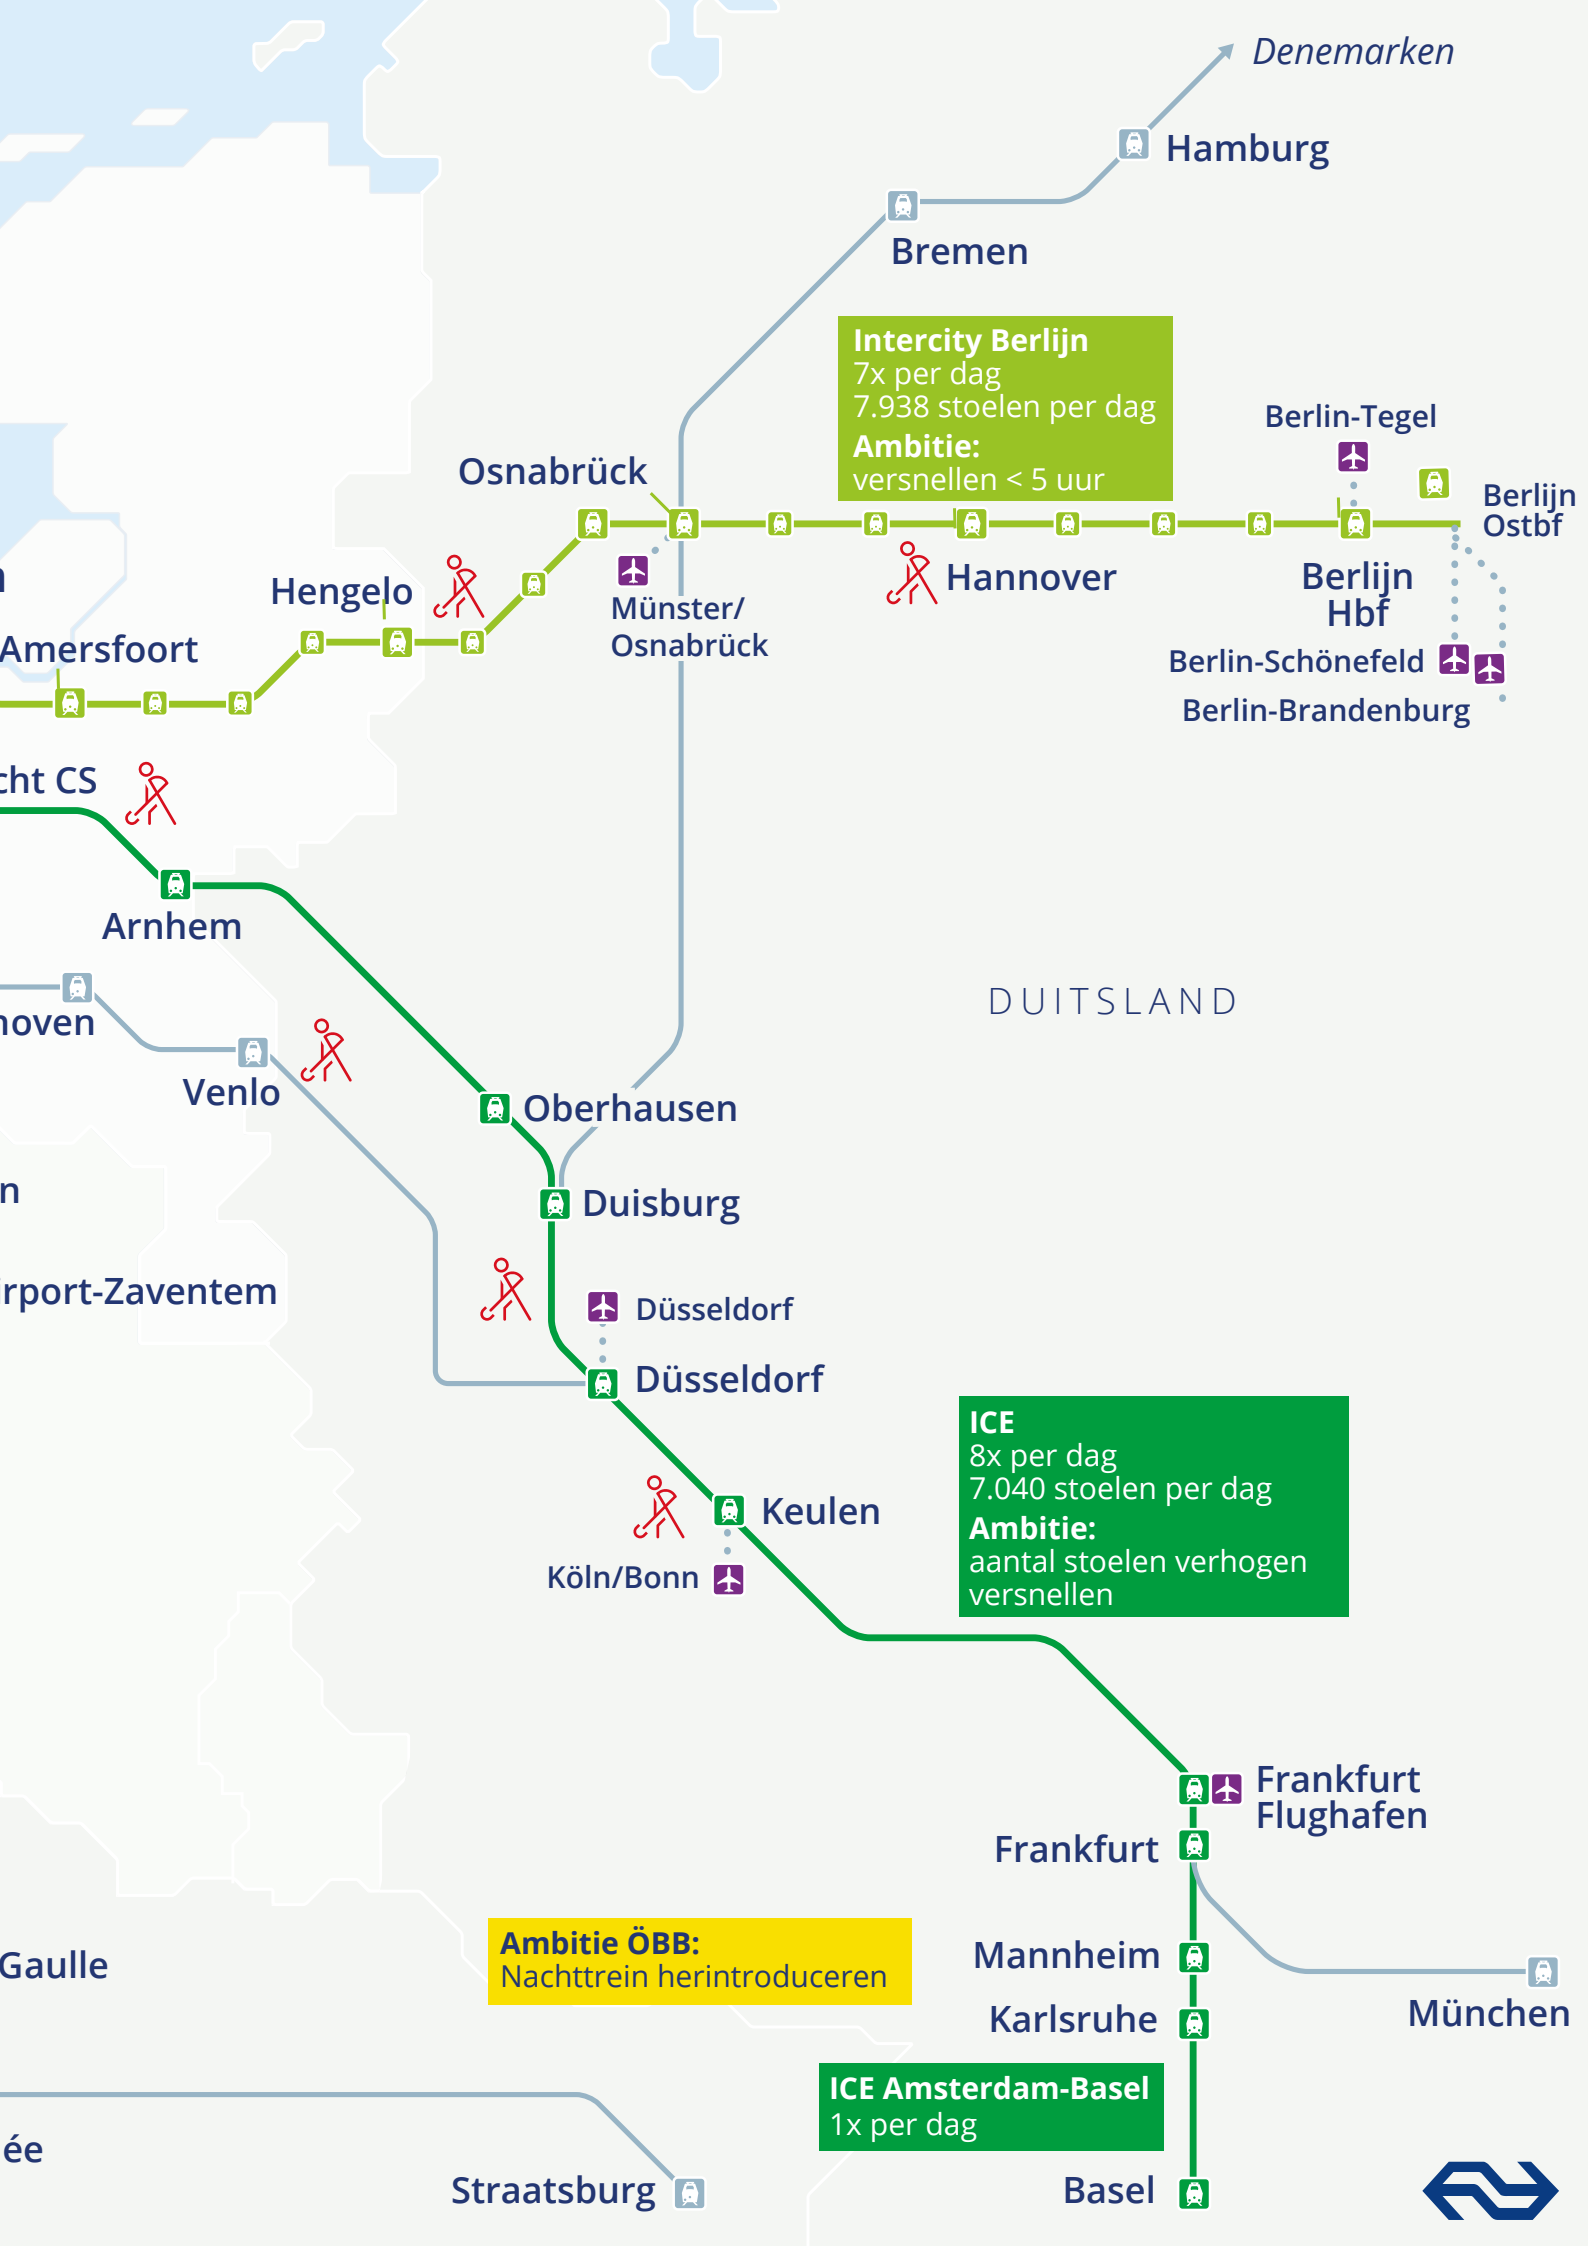 Denemarken
Hamburg
Bremen
Intercity Berlijn
7x per dag
7.938 stoelen per dag
Ambitie:
versnellen < 5 uur
Berlin-Tegel
Osnabrück
Berlijn
Ostbf
Hannover
Berlijn
Hbf
n
Hengelo
Münster/
Osnabrück
Amersfoort
Berlin-Schönefeld
Berlin-Brandenburg
cht CS
Arnhem
DUITSLAND
hoven
Venlo
Oberhausen
n
Duisburg
irport-Zaventem
Düsseldorf
Düsseldorf
ICE
8x per dag
7.040 stoelen per dag
Ambitie:
aantal stoelen verhogen
versnellen
Keulen
Köln/Bonn
Frankfurt
Flughafen
Frankfurt
Ambitie ÖBB:
Nachttrein herintroduceren
Gaulle
Mannheim
Karlsruhe
München
ICE Amsterdam-Basel
1x per dag
ée
Straatsburg
Basel